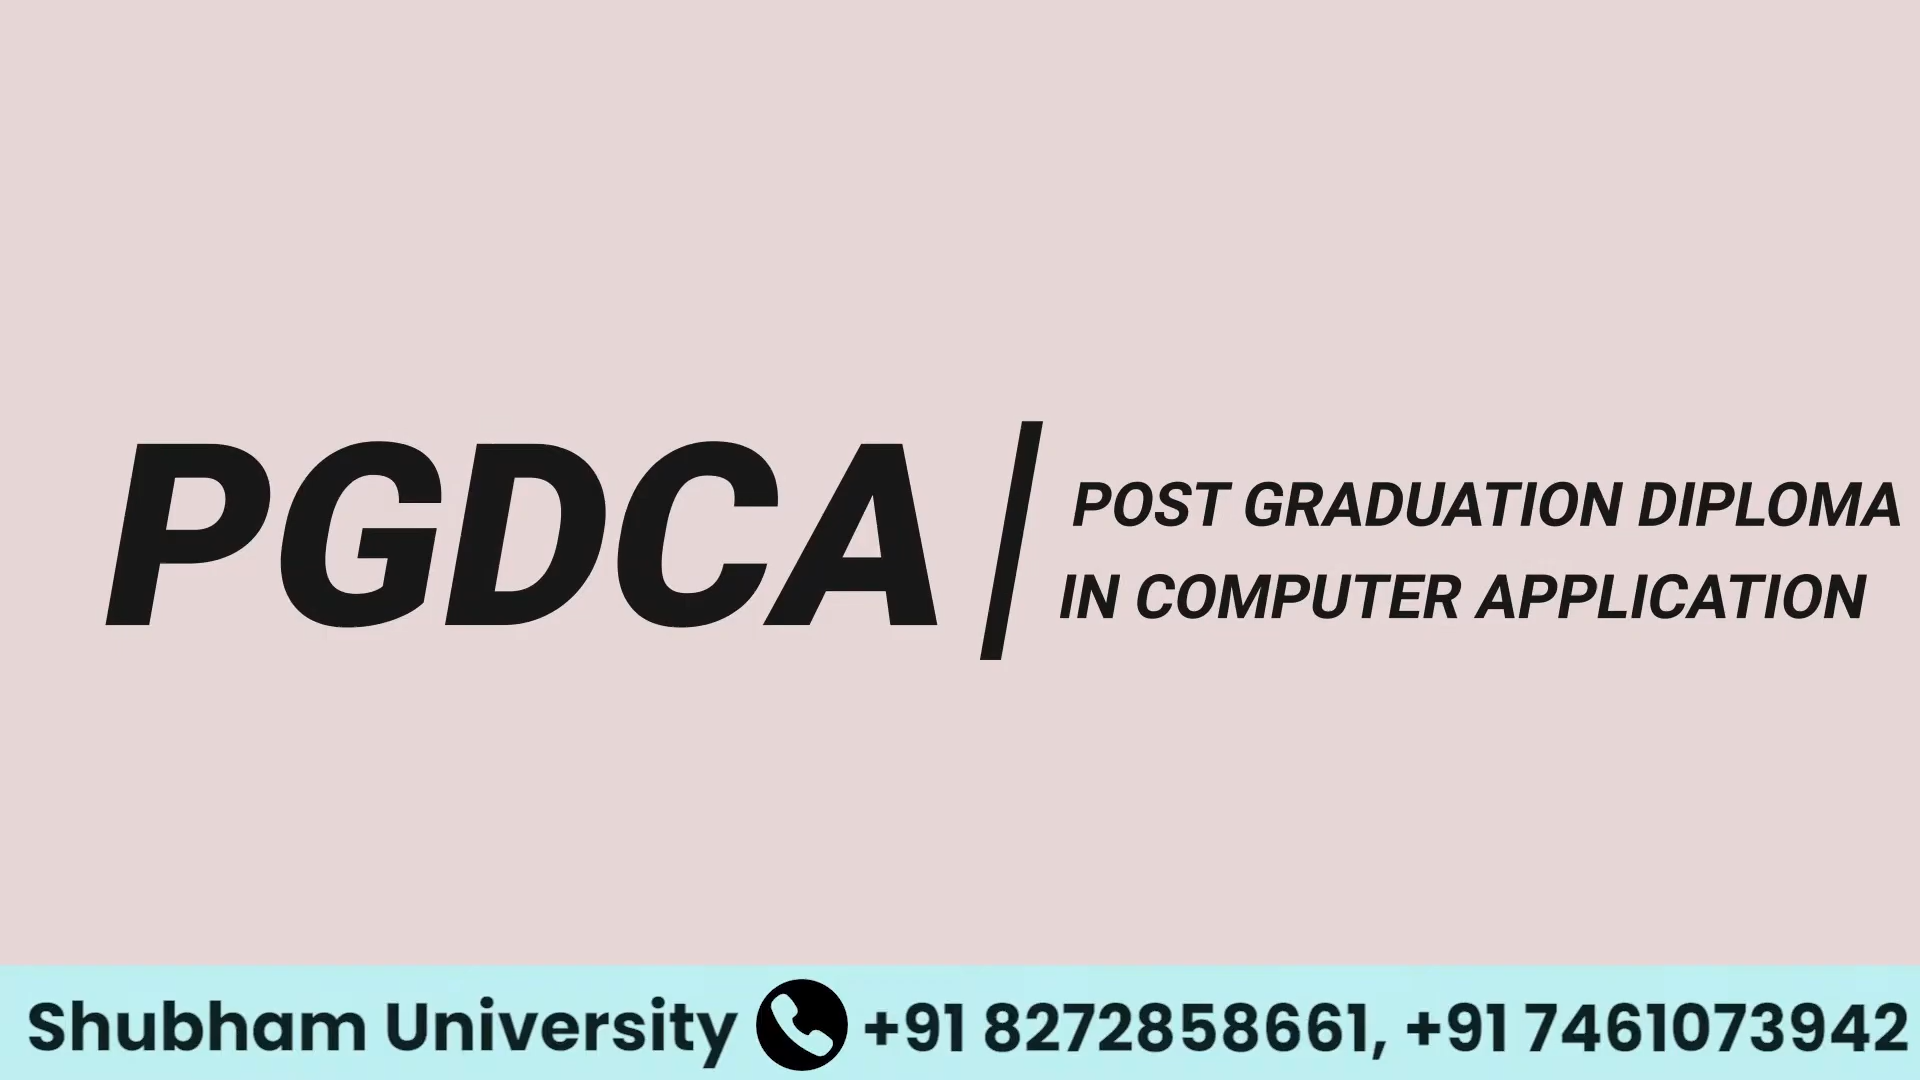 PGDCA
POST GRADUATION DIPLOMA
IN COMPUTER APPLICATION
Shubham University +91 8272858661, +91 7461073942